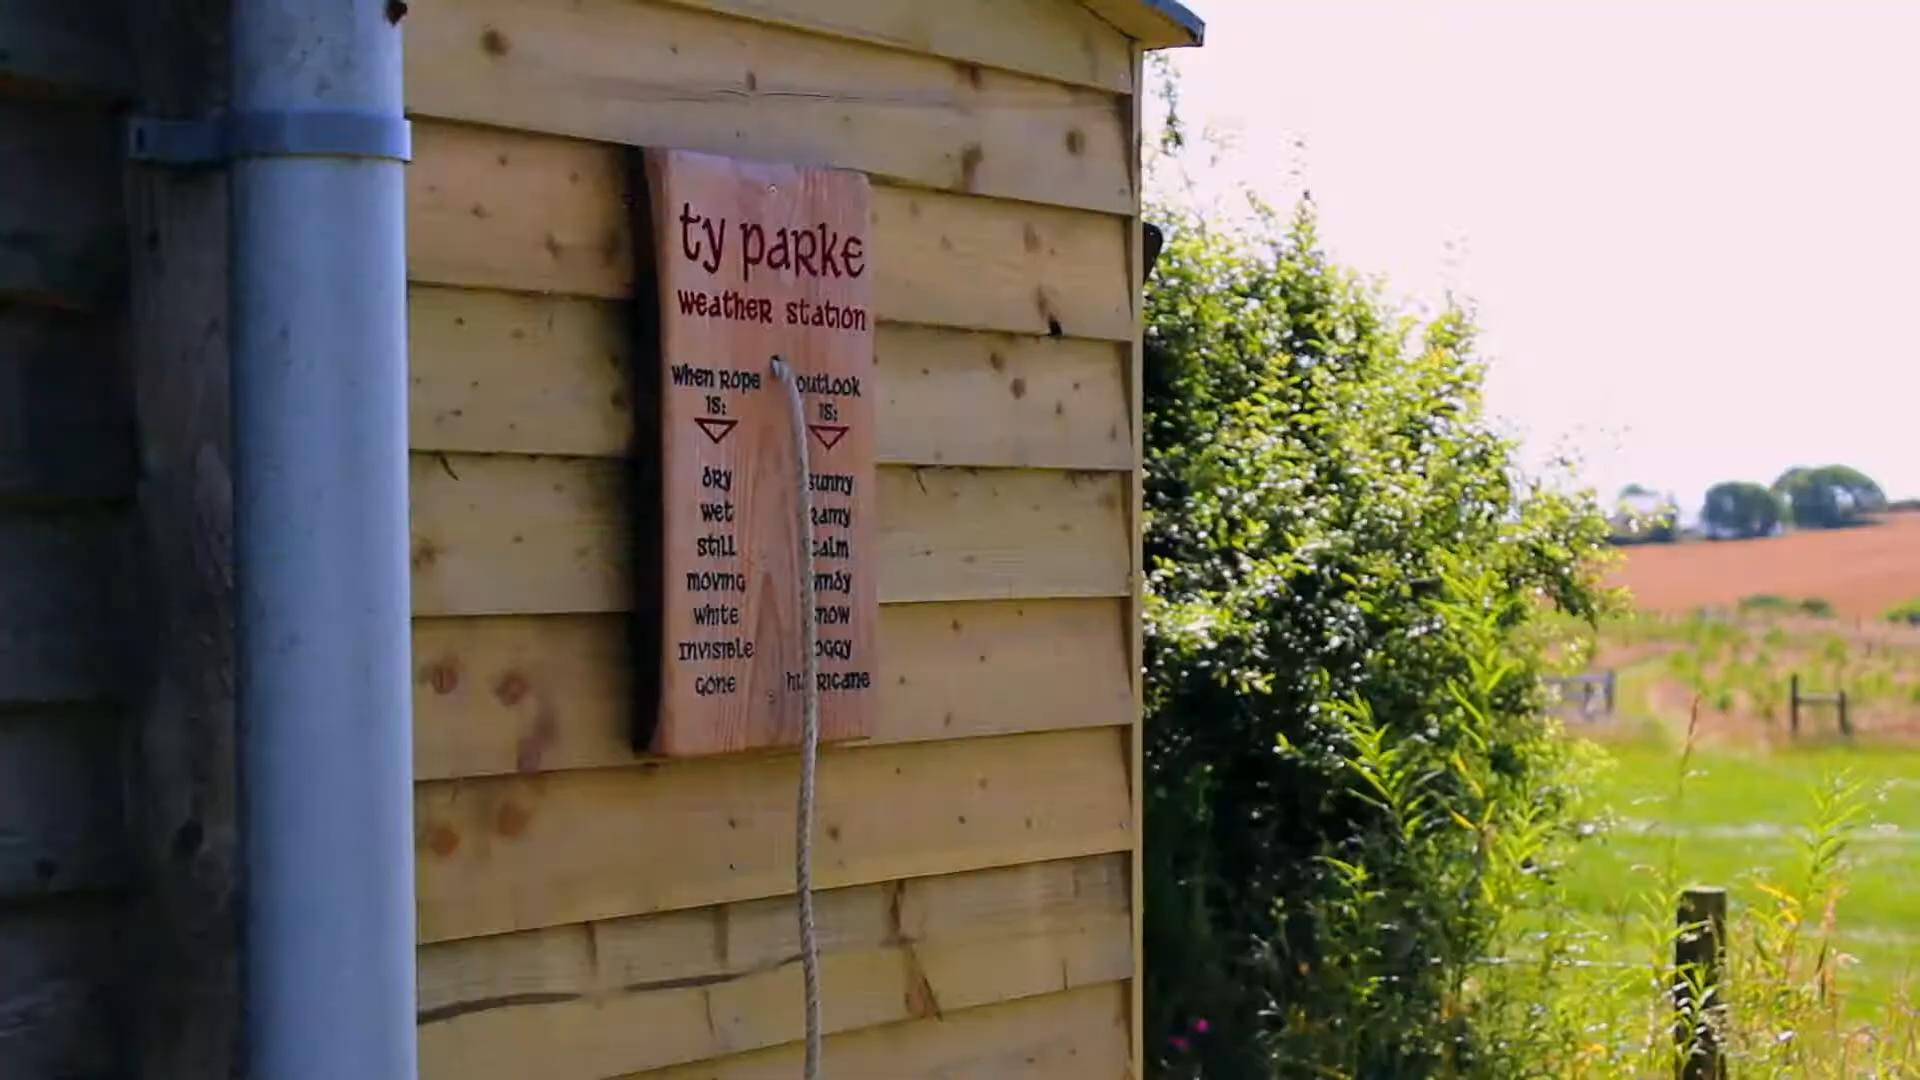 ty parke
weather station
when rope outlook
is: is:
dry sunny
wet rainy
still calm
moving windy
white snow
invisible foggy
gone hurricane